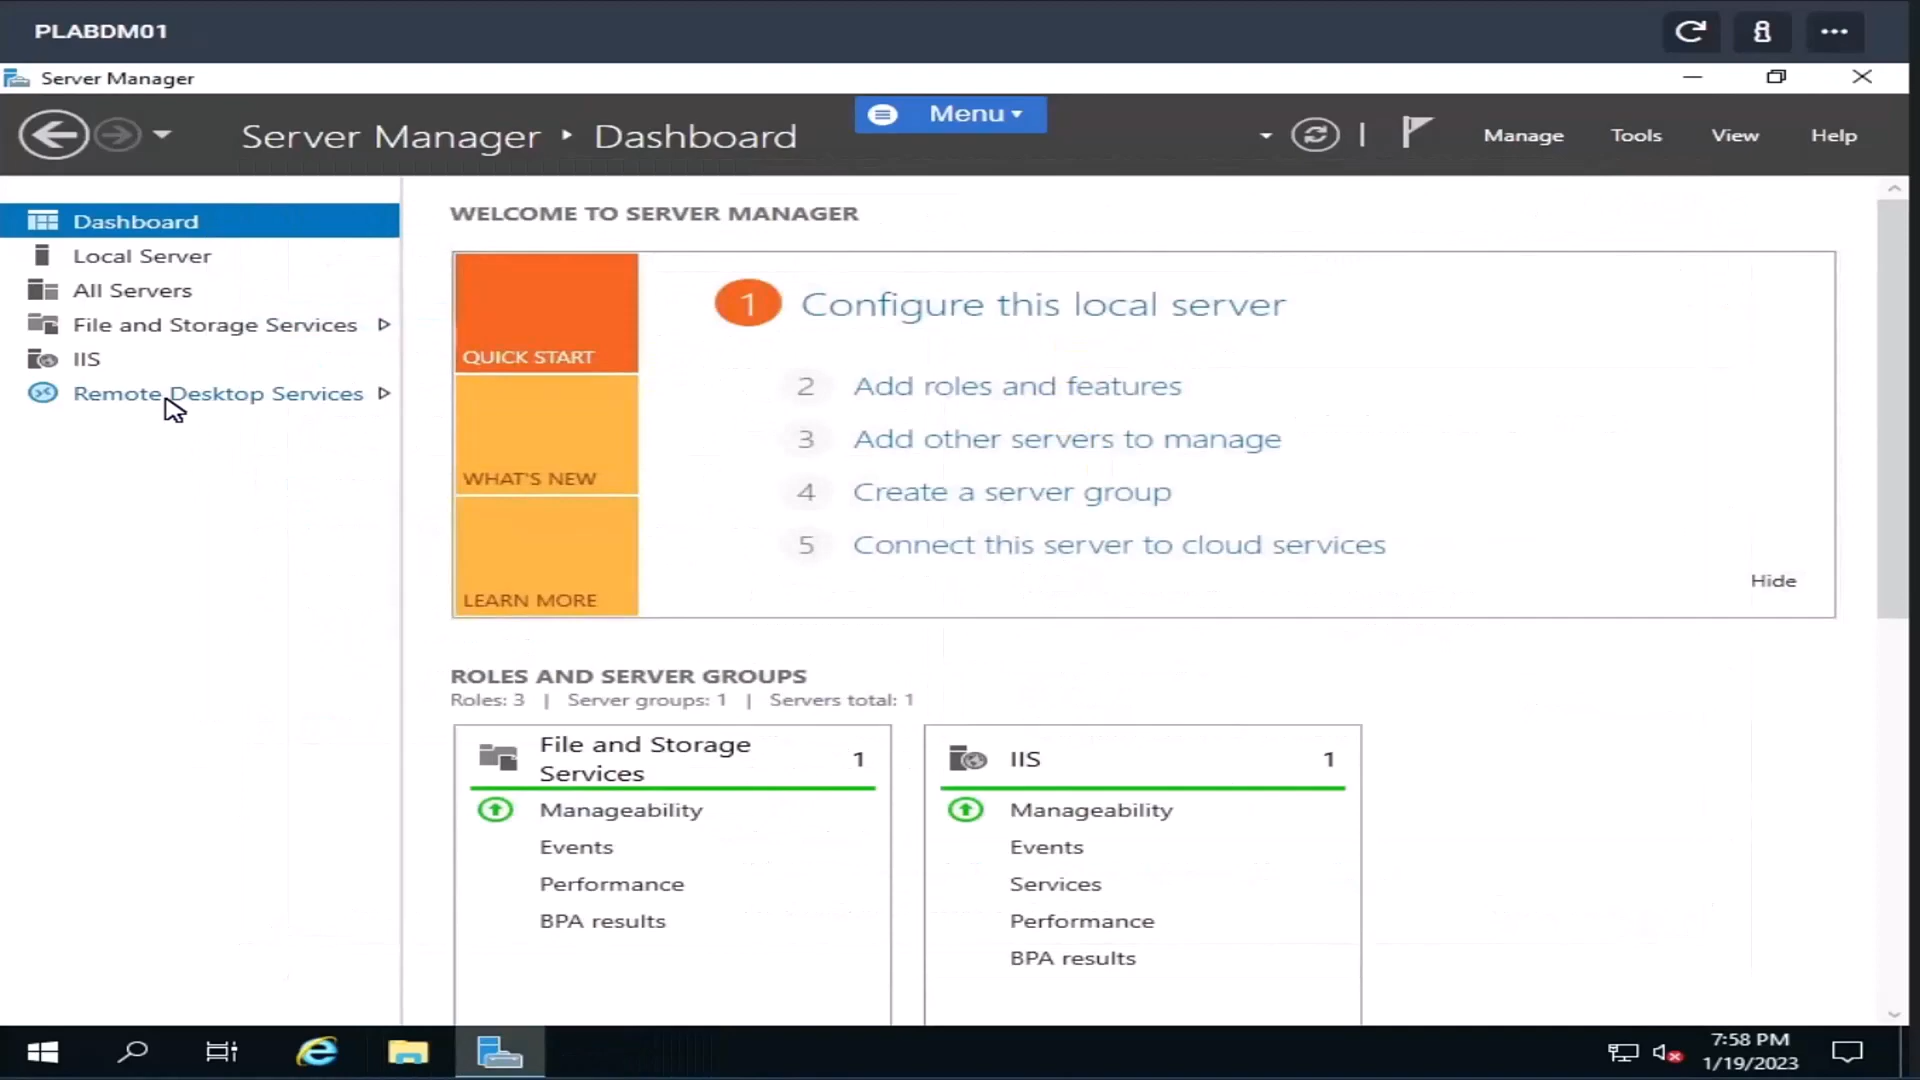 PLABDM01
Server Manager
Server Manager ‣ Dashboard
Menu
Manage Tools View Help
Dashboard
Local Server
All Servers
File and Storage Services
IIS
Remote Desktop Services
WELCOME TO SERVER MANAGER
QUICK START
WHAT'S NEW
LEARN MORE
1 Configure this local server
2 Add roles and features
3 Add other servers to manage
4 Create a server group
5 Connect this server to cloud services
Hide
ROLES AND SERVER GROUPS
Roles: 3 | Server groups: 1 | Servers total: 1
File and Storage
Services
1
Manageability
Events
Performance
BPA results
IIS 1
Manageability
Events
Services
Performance
BPA results
7:58 PM
1/19/2023